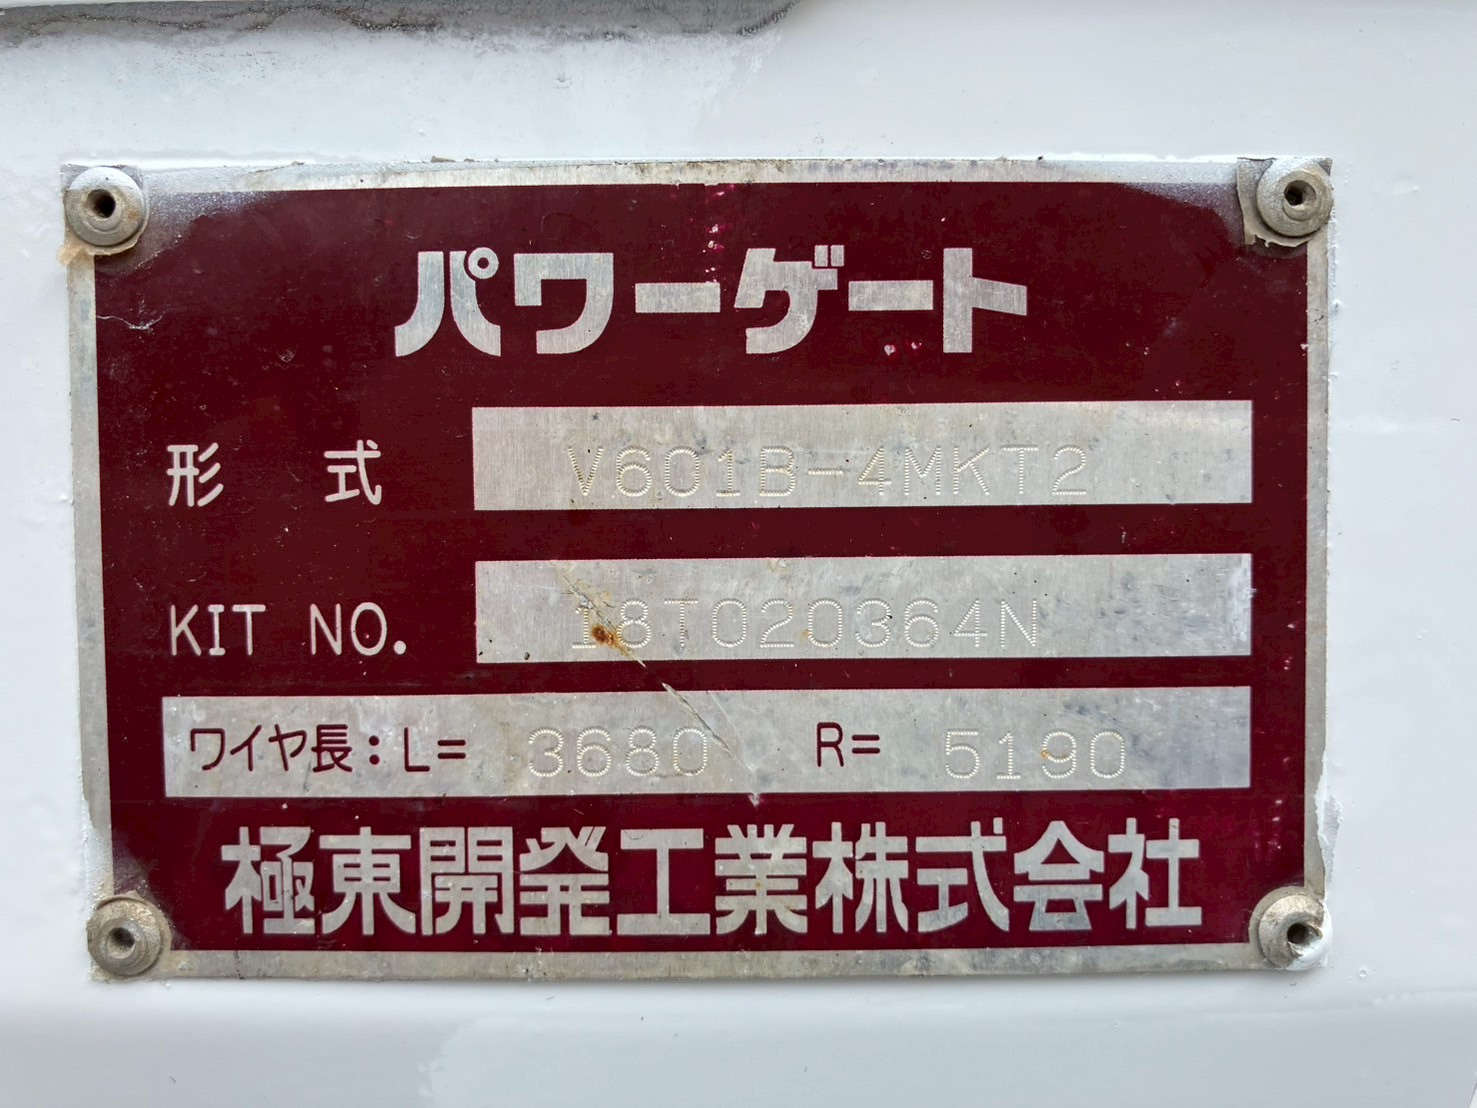 パワーゲート
形式 V601B-4MKT2
KIT NO. 18T020364N
ワイヤ長：L= 3680 R= 5190
極東開発工業株式会社